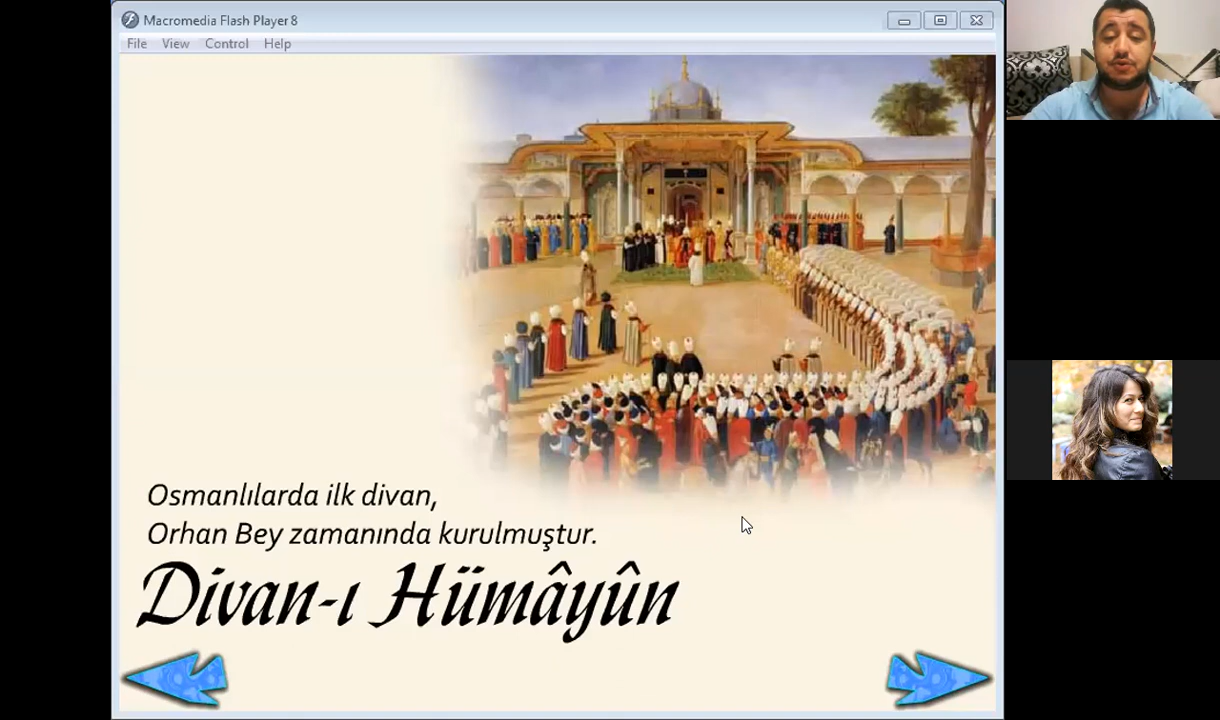 Macromedia Flash Player 8
File View Control Help
Osmanlılarda ilk divan,
Orhan Bey zamanında kurulmuştur.
Divan-ı Hümâyûn